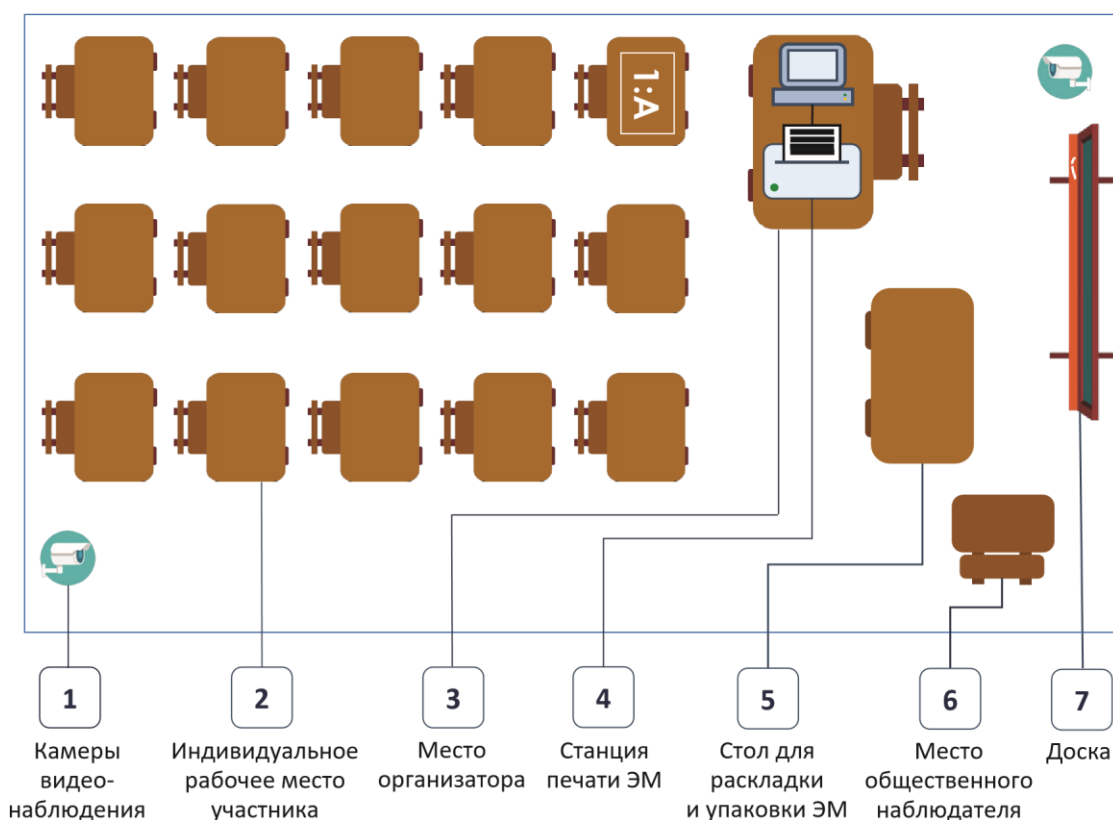 1:A
1
2
3
4
5
6
7
Камеры
видео-
наблюдения
Индивидуальное
рабочее место
участника
Место
организатора
Станция
печати ЭМ
Стол для
раскладки
и упаковки ЭМ
Место
общественного
наблюдателя
Доска